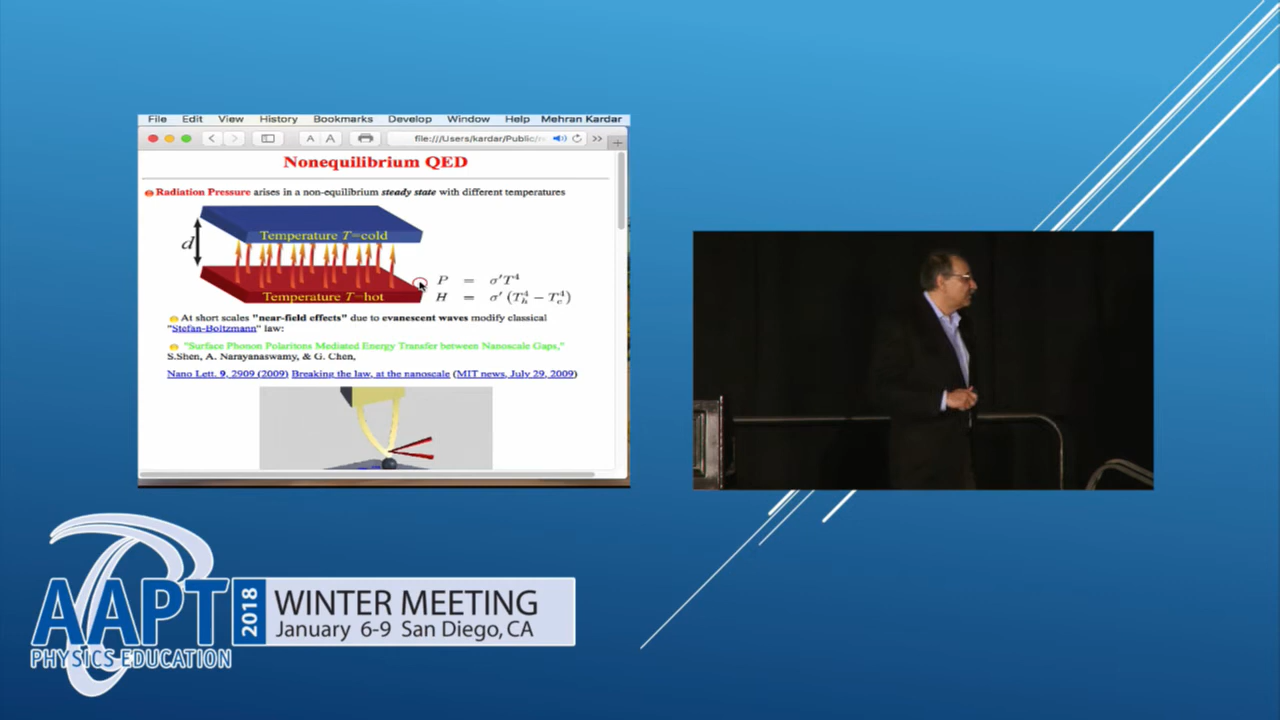 File Edit View History Bookmarks Develop Window Help Mehran Kardar
A A file:///Users/kardar/Public/
Nonequilibrium QED
Radiation Pressure arises in a non-equilibrium steady state with different temperatures
d
Temperature T=cold
Temperature T=hot
P = σ′T⁴
H = σ′ (Tₕ⁴ − T꜀⁴)
At short scales "near-field effects" due to evanescent waves modify classical
"Stefan-Boltzmann" law:
"Surface Phonon Polaritons Mediated Energy Transfer between Nanoscale Gaps,"
S.Shen, A. Narayanaswamy, & G. Chen,
Nano Lett. 9, 2909 (2009) Breaking the law, at the nanoscale (MIT news, July 29, 2009)
AAPT
PHYSICS EDUCATION
2018
WINTER MEETING
January 6-9 San Diego, CA